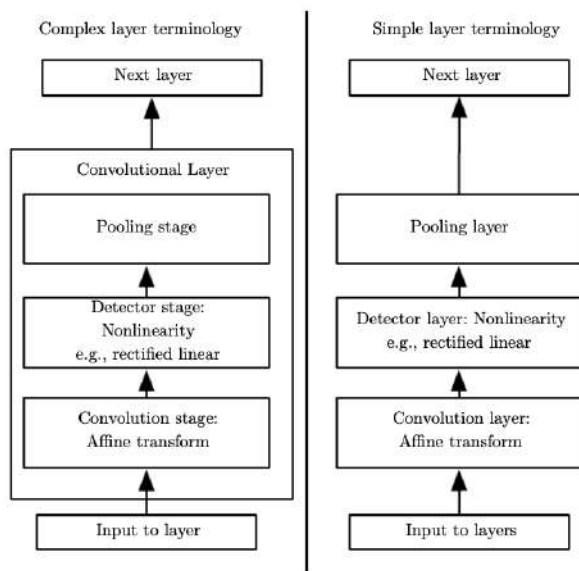 Complex layer terminology
Next layer
Convolutional Layer
Pooling stage
Detector stage:
Nonlinearity
e.g., rectified linear
Convolution stage:
Affine transform
Input to layer
Simple layer terminology
Next layer
Pooling layer
Detector layer: Nonlinearity
e.g., rectified linear
Convolution layer:
Affine transform
Input to layers